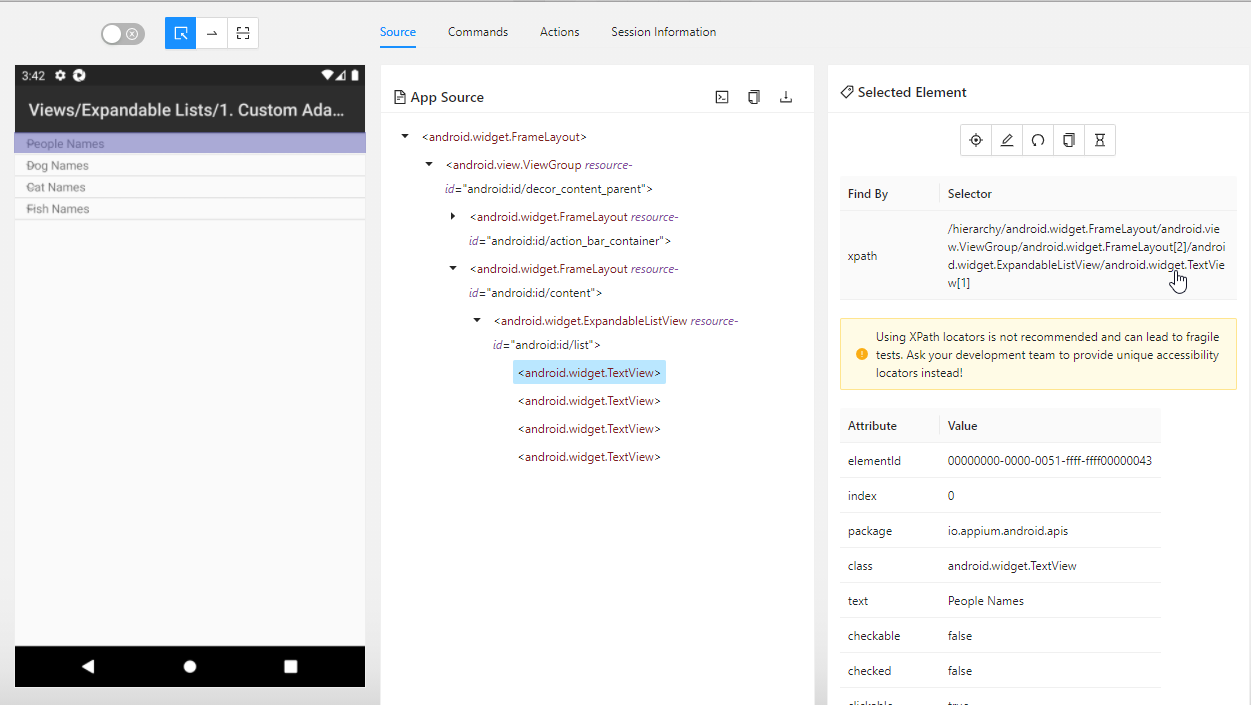 Source Commands Actions Session Information
3:42
Views/Expandable Lists/1. Custom Ada...
People Names
Dog Names
Cat Names
Fish Names
App Source
<android.widget.FrameLayout>
<android.view.ViewGroup resource-
id="android:id/decor_content_parent">
<android.widget.FrameLayout resource-
id="android:id/action_bar_container">
<android.widget.FrameLayout resource-
id="android:id/content">
<android.widget.ExpandableListView resource-
id="android:id/list">
<android.widget.TextView>
<android.widget.TextView>
<android.widget.TextView>
<android.widget.TextView>
Selected Element
Find By Selector
xpath
/hierarchy/android.widget.FrameLayout/android.vie
w.ViewGroup/android.widget.FrameLayout[2]/androi
d.widget.ExpandableListView/android.widget.TextVie
w[1]
Using XPath locators is not recommended and can lead to fragile
tests. Ask your development team to provide unique accessibility
locators instead!
Attribute Value
elementId 00000000-0000-0051-ffff-ffff00000043
index 0
package io.appium.android.apis
class android.widget.TextView
text People Names
checkable false
checked false
clickable true